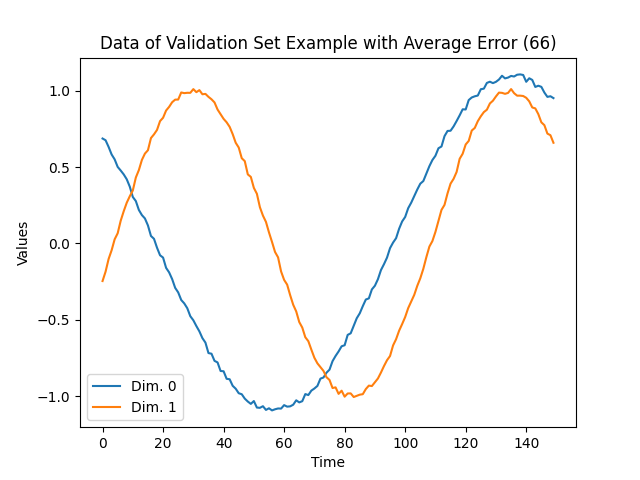 Data of Validation Set Example with Average Error (66)
Values
1.0
0.5
0.0
−0.5
−1.0
Dim. 0
Dim. 1
0 20 40 60 80 100 120 140
Time